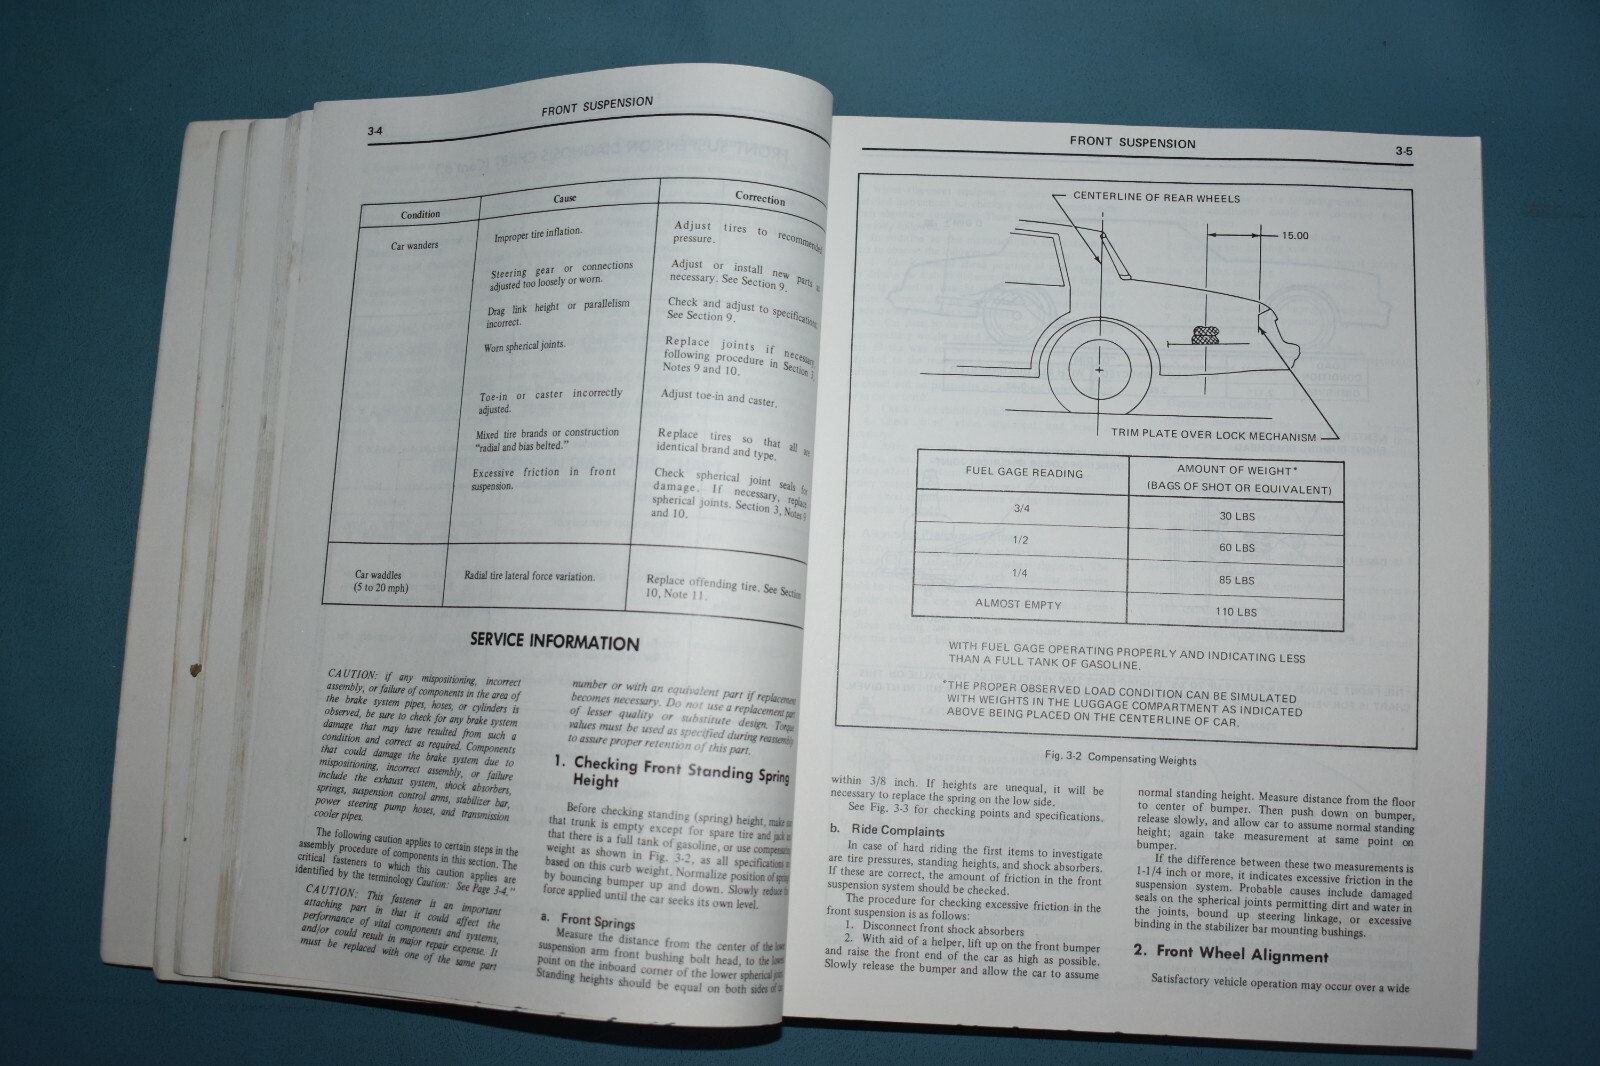 3-4
FRONT SUSPENSION
Condition
Cause
Correction
Car wanders
Improper tire inflation.
Adjust tires to recommended
pressure.
Steering gear or connections
adjusted too loosely or worn.
Adjust or install new parts
necessary. See Section 9.
Drag link height or parallelism
incorrect.
Check and adjust to specifications
See Section 9.
Worn spherical joints.
Replace joints if necessary,
following procedure in Section 3,
Notes 9 and 10.
Toe-in or caster incorrectly
adjusted.
Adjust toe-in and caster.
Mixed tire brands or construction
"radial and bias belted."
Replace tires so that all are
identical brand and type.
Excessive friction in front
suspension.
Check spherical joint seals for
damage. If necessary, replace
spherical joints. Section 3, Notes 9
and 10.
Car waddles
(5 to 20 mph)
Radial tire lateral force variation.
Replace offending tire. See Section
10, Note 11.
SERVICE INFORMATION
CAUTION: if any mispositioning, incorrect
assembly, or failure of components in the area of
the brake system pipes, hoses, or cylinders is
observed, be sure to check for any brake system
damage that may have resulted from such a
condition and correct as required. Components
that could damage the brake system due to
mispositioning, incorrect assembly, or failure
include the exhaust system, shock absorbers,
springs, suspension control arms, stabilizer bar,
power steering pump hoses, and transmission
cooler pipes.
The following caution applies to certain steps in the
assembly procedure of components in this section. The
critical fasteners to which this caution applies are
identified by the terminology Caution: See Page 3-4."
CAUTION: This fastener is an important
attaching part in that it could affect the
performance of vital components and systems,
and/or could result in major repair expense. It
must be replaced with one of the same part
number or with an equivalent part if replacement
becomes necessary. Do not use a replacement part
of lesser quality or substitute design. Torque
values must be used as specified during reassembly
to assure proper retention of this part.
1. Checking Front Standing Spring
Height
Before checking standing (spring) height, make
that trunk is empty except for spare tire and jack
that there is a full tank of gasoline, or use compensating
weight as shown in Fig. 3-2, as all specifications
based on this curb weight. Normalize position of spring
by bouncing bumper up and down. Slowly reduce
force applied until the car seeks its own level.
a. Front Springs
Measure the distance from the center of the lower
suspension arm front bushing bolt head, to the lowest
point on the inboard corner of the lower spherical
Standing heights should be equal on both sides of
FRONT SUSPENSION
3-5
CENTERLINE OF REAR WHEELS
15.00
TRIM PLATE OVER LOCK MECHANISM
FUEL GAGE READING
AMOUNT OF WEIGHT*
(BAGS OF SHOT OR EQUIVALENT)
3/4
30 LBS
1/2
60 LBS
1/4
85 LBS
ALMOST EMPTY
110 LBS
WITH FUEL GAGE OPERATING PROPERLY AND INDICATING LESS
THAN A FULL TANK OF GASOLINE.
*THE PROPER OBSERVED LOAD CONDITION CAN BE SIMULATED
WITH WEIGHTS IN THE LUGGAGE COMPARTMENT AS INDICATED
ABOVE BEING PLACED ON THE CENTERLINE OF CAR.
Fig. 3-2 Compensating Weights
within 3/8 inch. If heights are unequal, it will be
necessary to replace the spring on the low side.
See Fig. 3-3 for checking points and specifications.
b. Ride Complaints
In case of hard riding the first items to investigate
are tire pressures, standing heights, and shock absorbers.
If these are correct, the amount of friction in the front
suspension system should be checked.
The procedure for checking excessive friction in the
front suspension is as follows:
1. Disconnect front shock absorbers
2. With aid of a helper, lift up on the front bumper
and raise the front end of the car as high as possible.
Slowly release the bumper and allow the car to assume
normal standing height. Measure distance from the floor
to center of bumper. Then push down on bumper,
release slowly, and allow car to assume normal standing
height; again take measurement at same point on
bumper.
If the difference between these two measurements is
1-1/4 inch or more, it indicates excessive friction in the
suspension system. Probable causes include damaged
seals on the spherical joints permitting dirt and water in
the joints, bound up steering linkage, or excessive
binding in the stabilizer bar mounting bushings.
2. Front Wheel Alignment
Satisfactory vehicle operation may occur over a wide